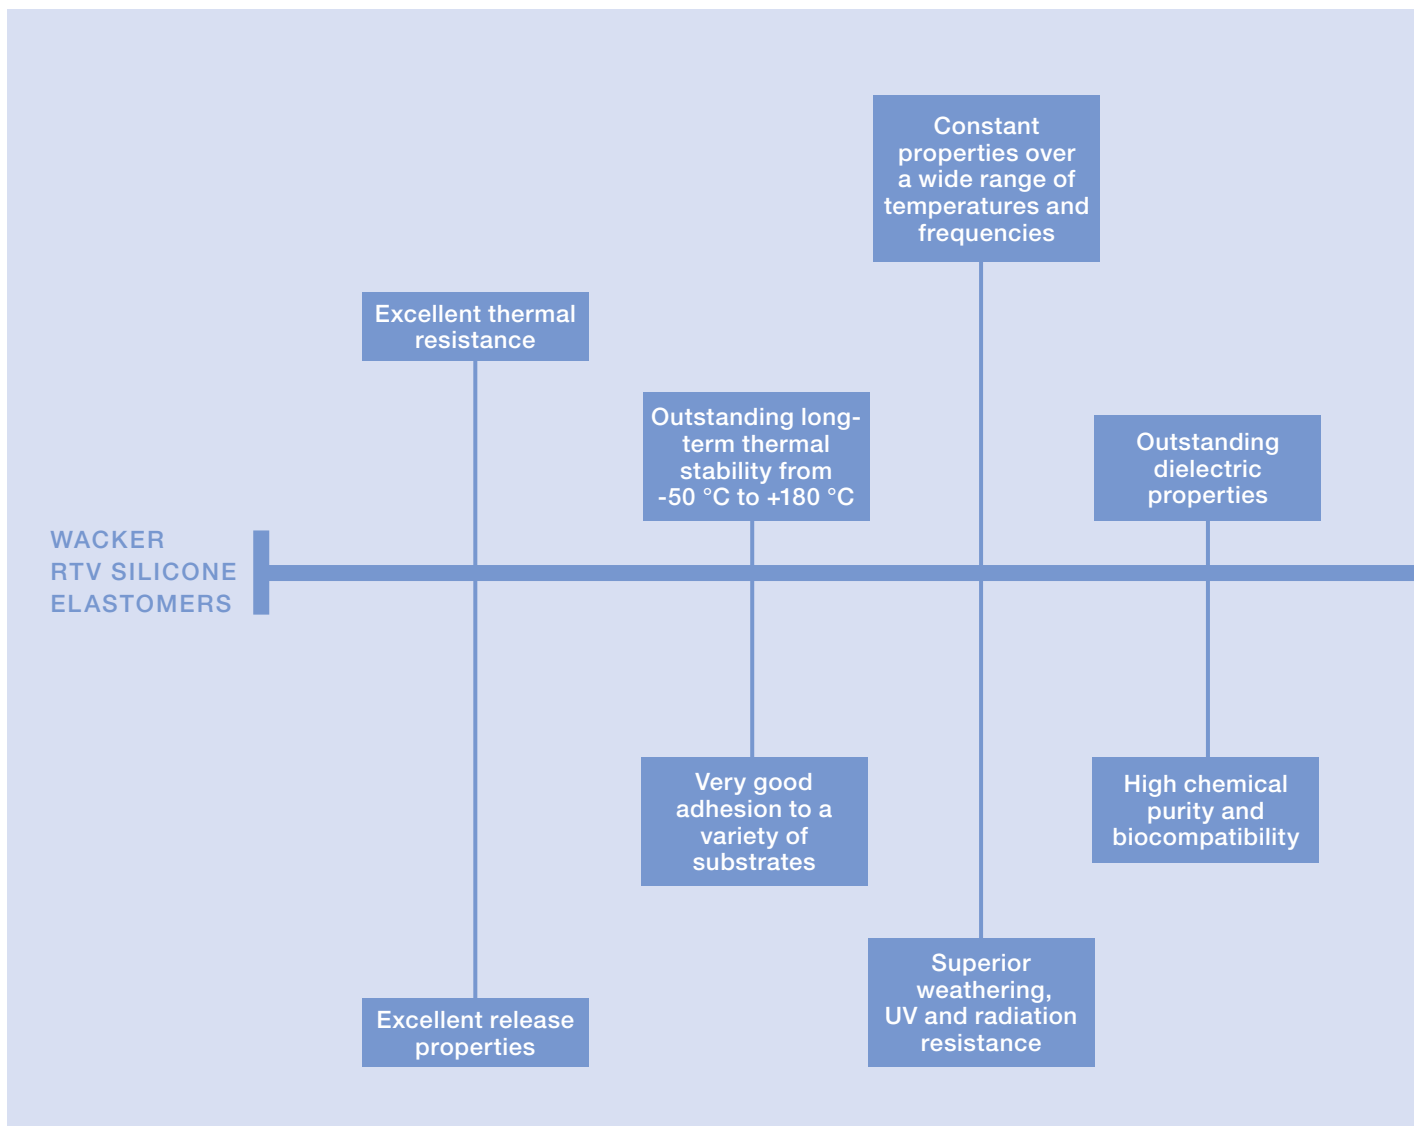 Constant
properties over
a wide range of
temperatures and
frequencies
Excellent thermal
resistance
Outstanding long-
term thermal
stability from
-50 °C to +180 °C
Outstanding
dielectric
properties
WACKER
RTV SILICONE
ELASTOMERS
Very good
adhesion to a
variety of
substrates
High chemical
purity and
biocompatibility
Superior
weathering,
UV and radiation
resistance
Excellent release
properties